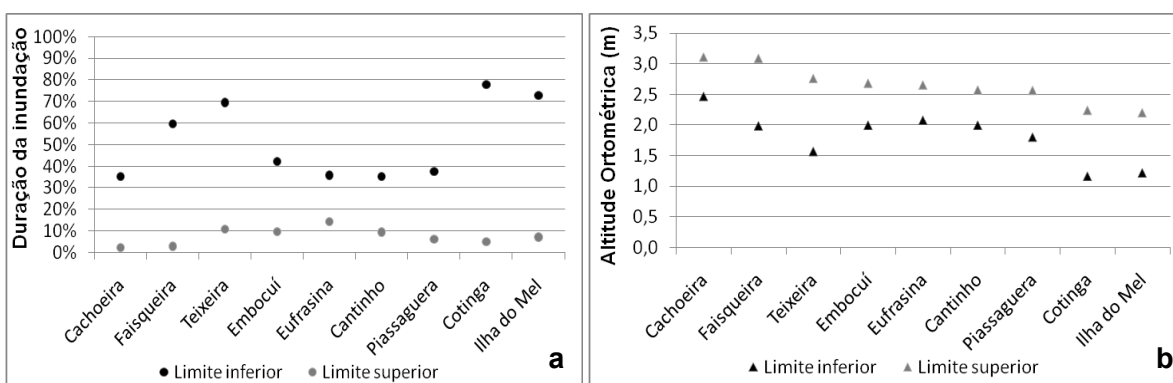 Duração da inundação
100%
90%
80%
70%
60%
50%
40%
30%
20%
10%
0%
Cachoeira
Faisqueira
Teixeira
Embocuí
Eufrasina
Cantinho
Piassaguera
Cotinga
Ilha do Mel
Limite inferior Limite superior
a
Altitude Ortométrica (m)
3,5
3,0
2,5
2,0
1,5
1,0
0,5
0,0
Cachoeira
Faisqueira
Teixeira
Embocuí
Eufrasina
Cantinho
Piassaguera
Cotinga
Ilha do Mel
Limite inferior Limite superior
b